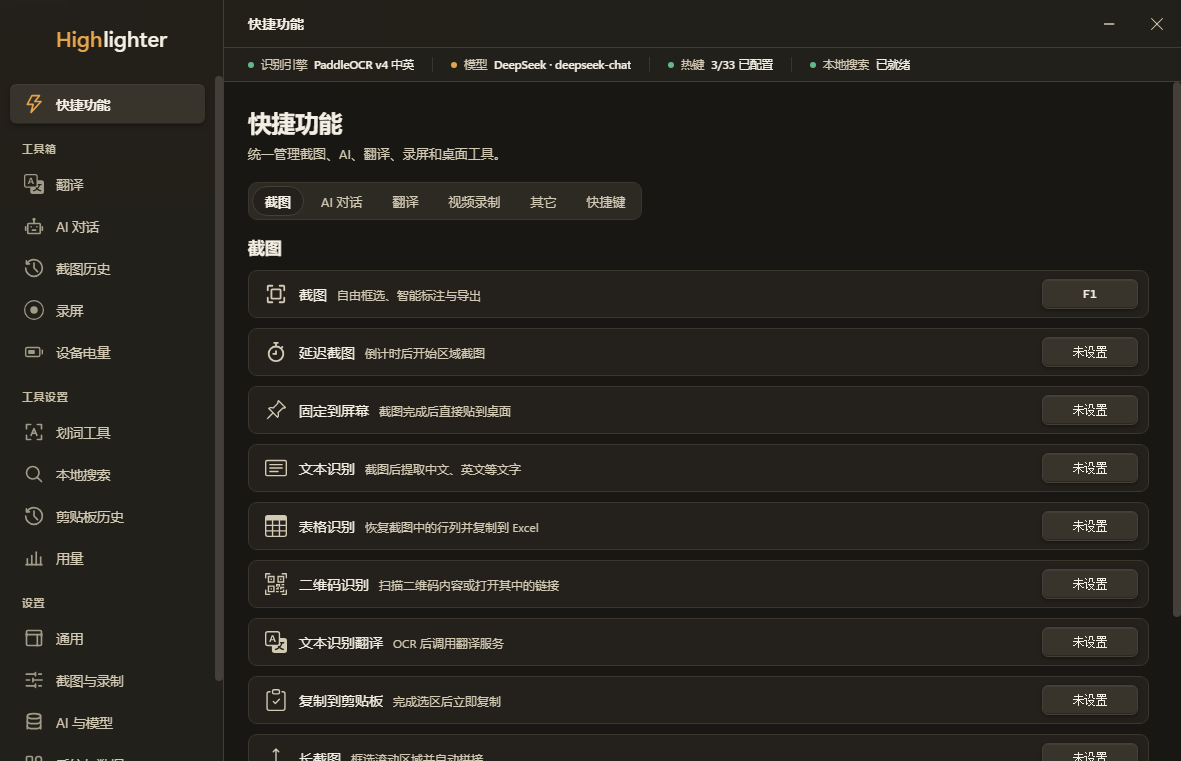 Highlighter
快捷功能
工具箱
翻译
AI 对话
截图历史
录屏
设备电量
工具设置
划词工具
本地搜索
剪贴板历史
用量
设置
通用
截图与录制
AI 与模型
快捷功能
识别引擎 PaddleOCR v4 中英
模型 DeepSeek · deepseek-chat
热键 3/33 已配置
本地搜索 已就绪
快捷功能
统一管理截图、AI、翻译、录屏和桌面工具。
截图 AI 对话 翻译 视频录制 其它 快捷键
截图
截图 自由框选、智能标注与导出 F1
延迟截图 倒计时后开始区域截图 未设置
固定到屏幕 截图完成后直接贴到桌面 未设置
文本识别 截图后提取中文、英文等文字 未设置
表格识别 恢复截图中的行列并复制到 Excel 未设置
二维码识别 扫描二维码内容或打开其中的链接 未设置
文本识别翻译 OCR 后调用翻译服务 未设置
复制到剪贴板 完成选区后立即复制 未设置
长截图 框选滚动区域并自动拼接 未设置